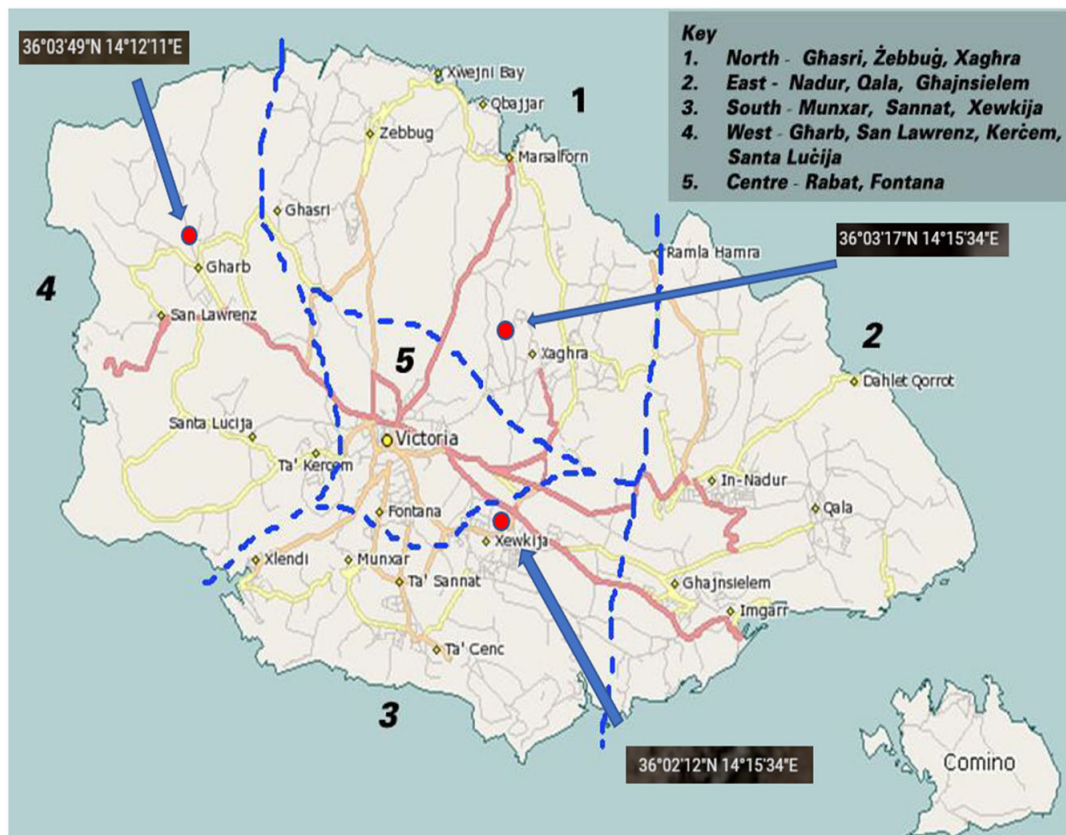 36°03'49"N 14°12'11"E
Key
1. North - Għasri, Żebbuġ, Xagħra
2. East - Nadur, Qala, Għajnsielem
3. South - Munxar, Sannat, Xewkija
4. West - Għarb, San Lawrenz, Kerċem,
Santa Luċija
5. Centre - Rabat, Fontana
Xwejni Bay
Qbajjar
1
Zebbug
Marsalforn
Ghasri
36°03'17"N 14°15'34"E
Ramla Hamra
Gharb
4
San Lawrenz
2
5
Xaghra
Dahlet Qorrot
Santa Lucija
Victoria
Ta' Kercem
In-Nadur
Fontana
Qala
Xewkija
Xlendi
Munxar
Ta' Sannat
Ghajnsielem
Imgarr
Ta' Cenc
3
36°02'12"N 14°15'34"E
Comino